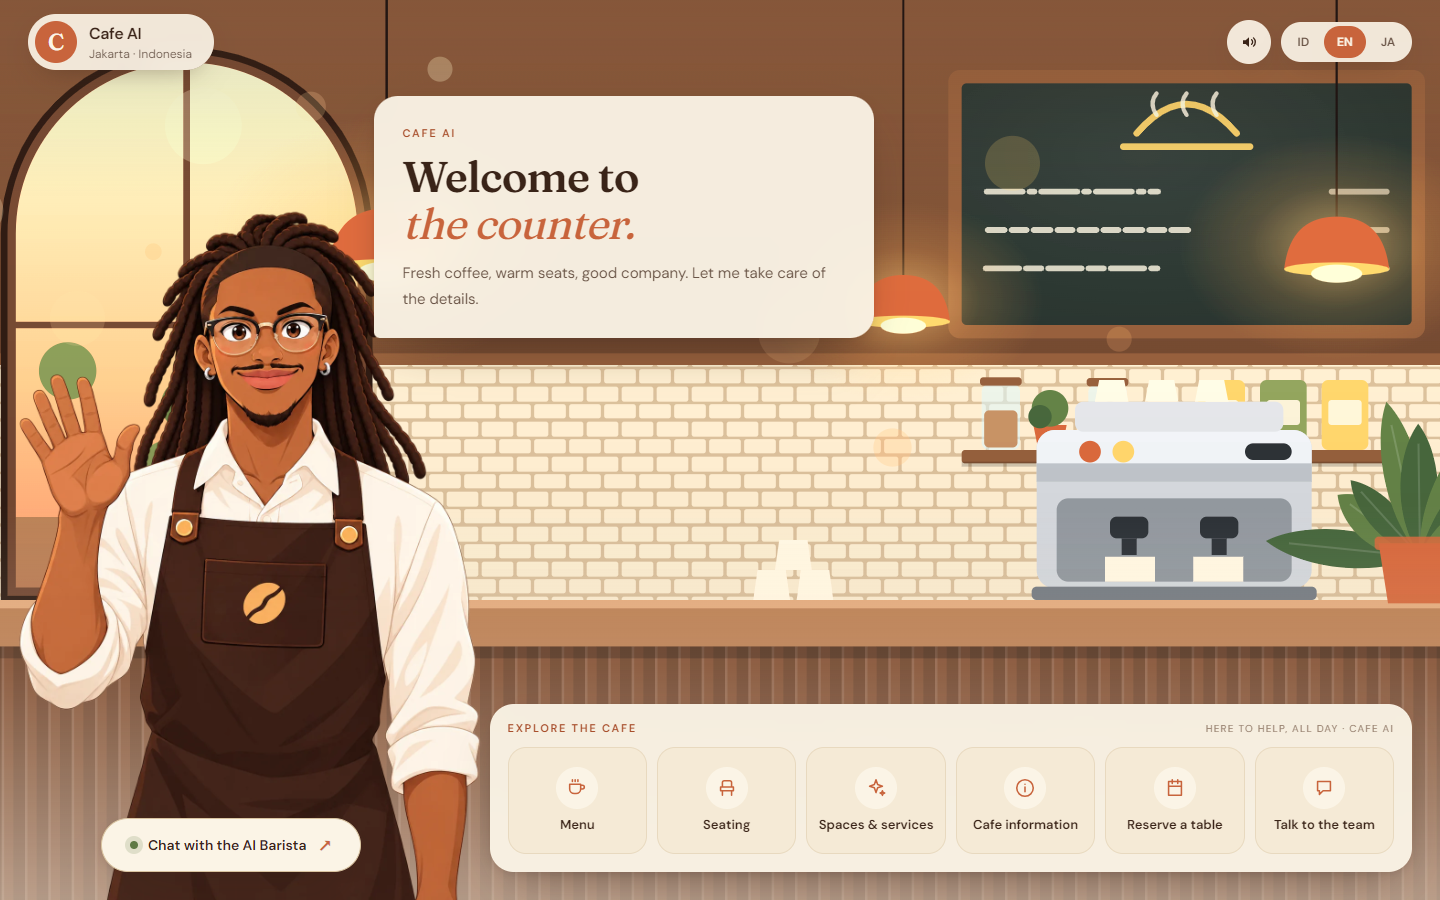 C
Cafe AI
Jakarta · Indonesia
ID
EN
JA
CAFE AI
Welcome to
the counter.
Fresh coffee, warm seats, good company. Let me take care of
the details.
EXPLORE THE CAFE
HERE TO HELP, ALL DAY · CAFE AI
Menu
Seating
Spaces & services
Cafe information
Reserve a table
Talk to the team
Chat with the AI Barista ↗